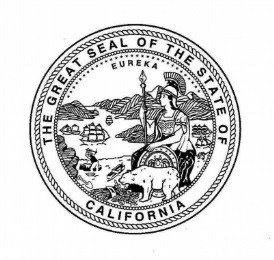 THE GREAT SEAL OF THE STATE OF
CALIFORNIA
EUREKA